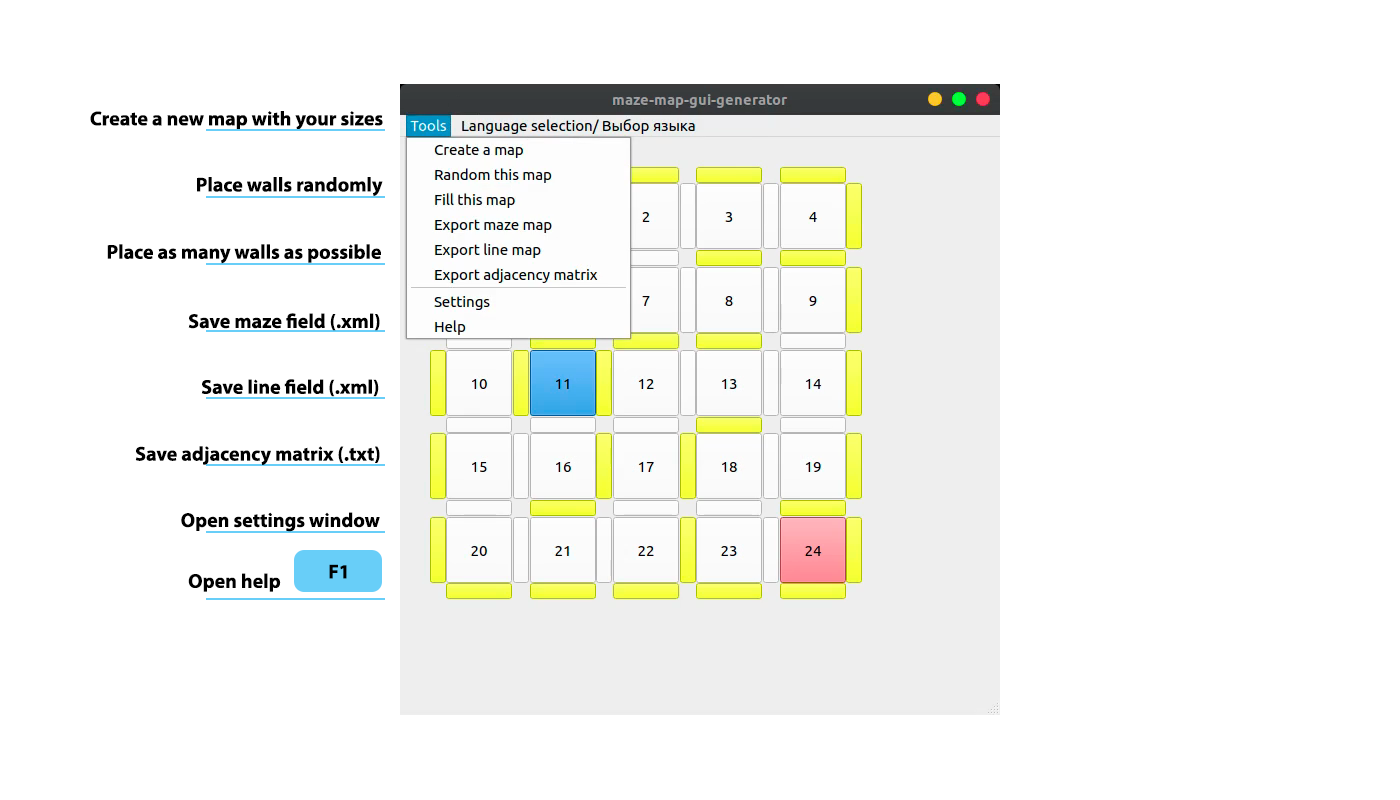 maze-map-gui-generator
Create a new map with your sizes
Tools Language selection/ Выбор языка
Create a map
Random this map
Place walls randomly
Fill this map
2 3 4
Export maze map
Place as many walls as possible
Export line map
Export adjacency matrix
Settings
7 8 9
Save maze field (.xml)
Help
Save line field (.xml)
10 11 12 13 14
Save adjacency matrix (.txt)
15 16 17 18 19
Open settings window
20 21 22 23 24
Open help F1